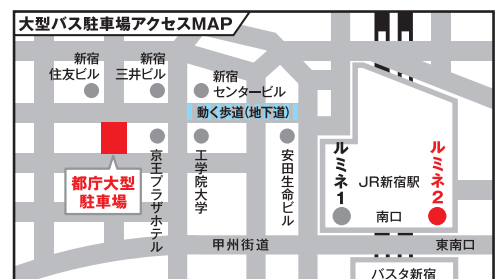 大型バス駐車場アクセスMAP
新宿
住友ビル
新宿
三井ビル
新宿
センタービル
動く歩道(地下道)
都庁大型
駐車場
京王プラザホテル
工学院大学
安田生命ビル
ルミネ1
JR新宿駅
ルミネ2
南口
甲州街道
東南口
バスタ新宿